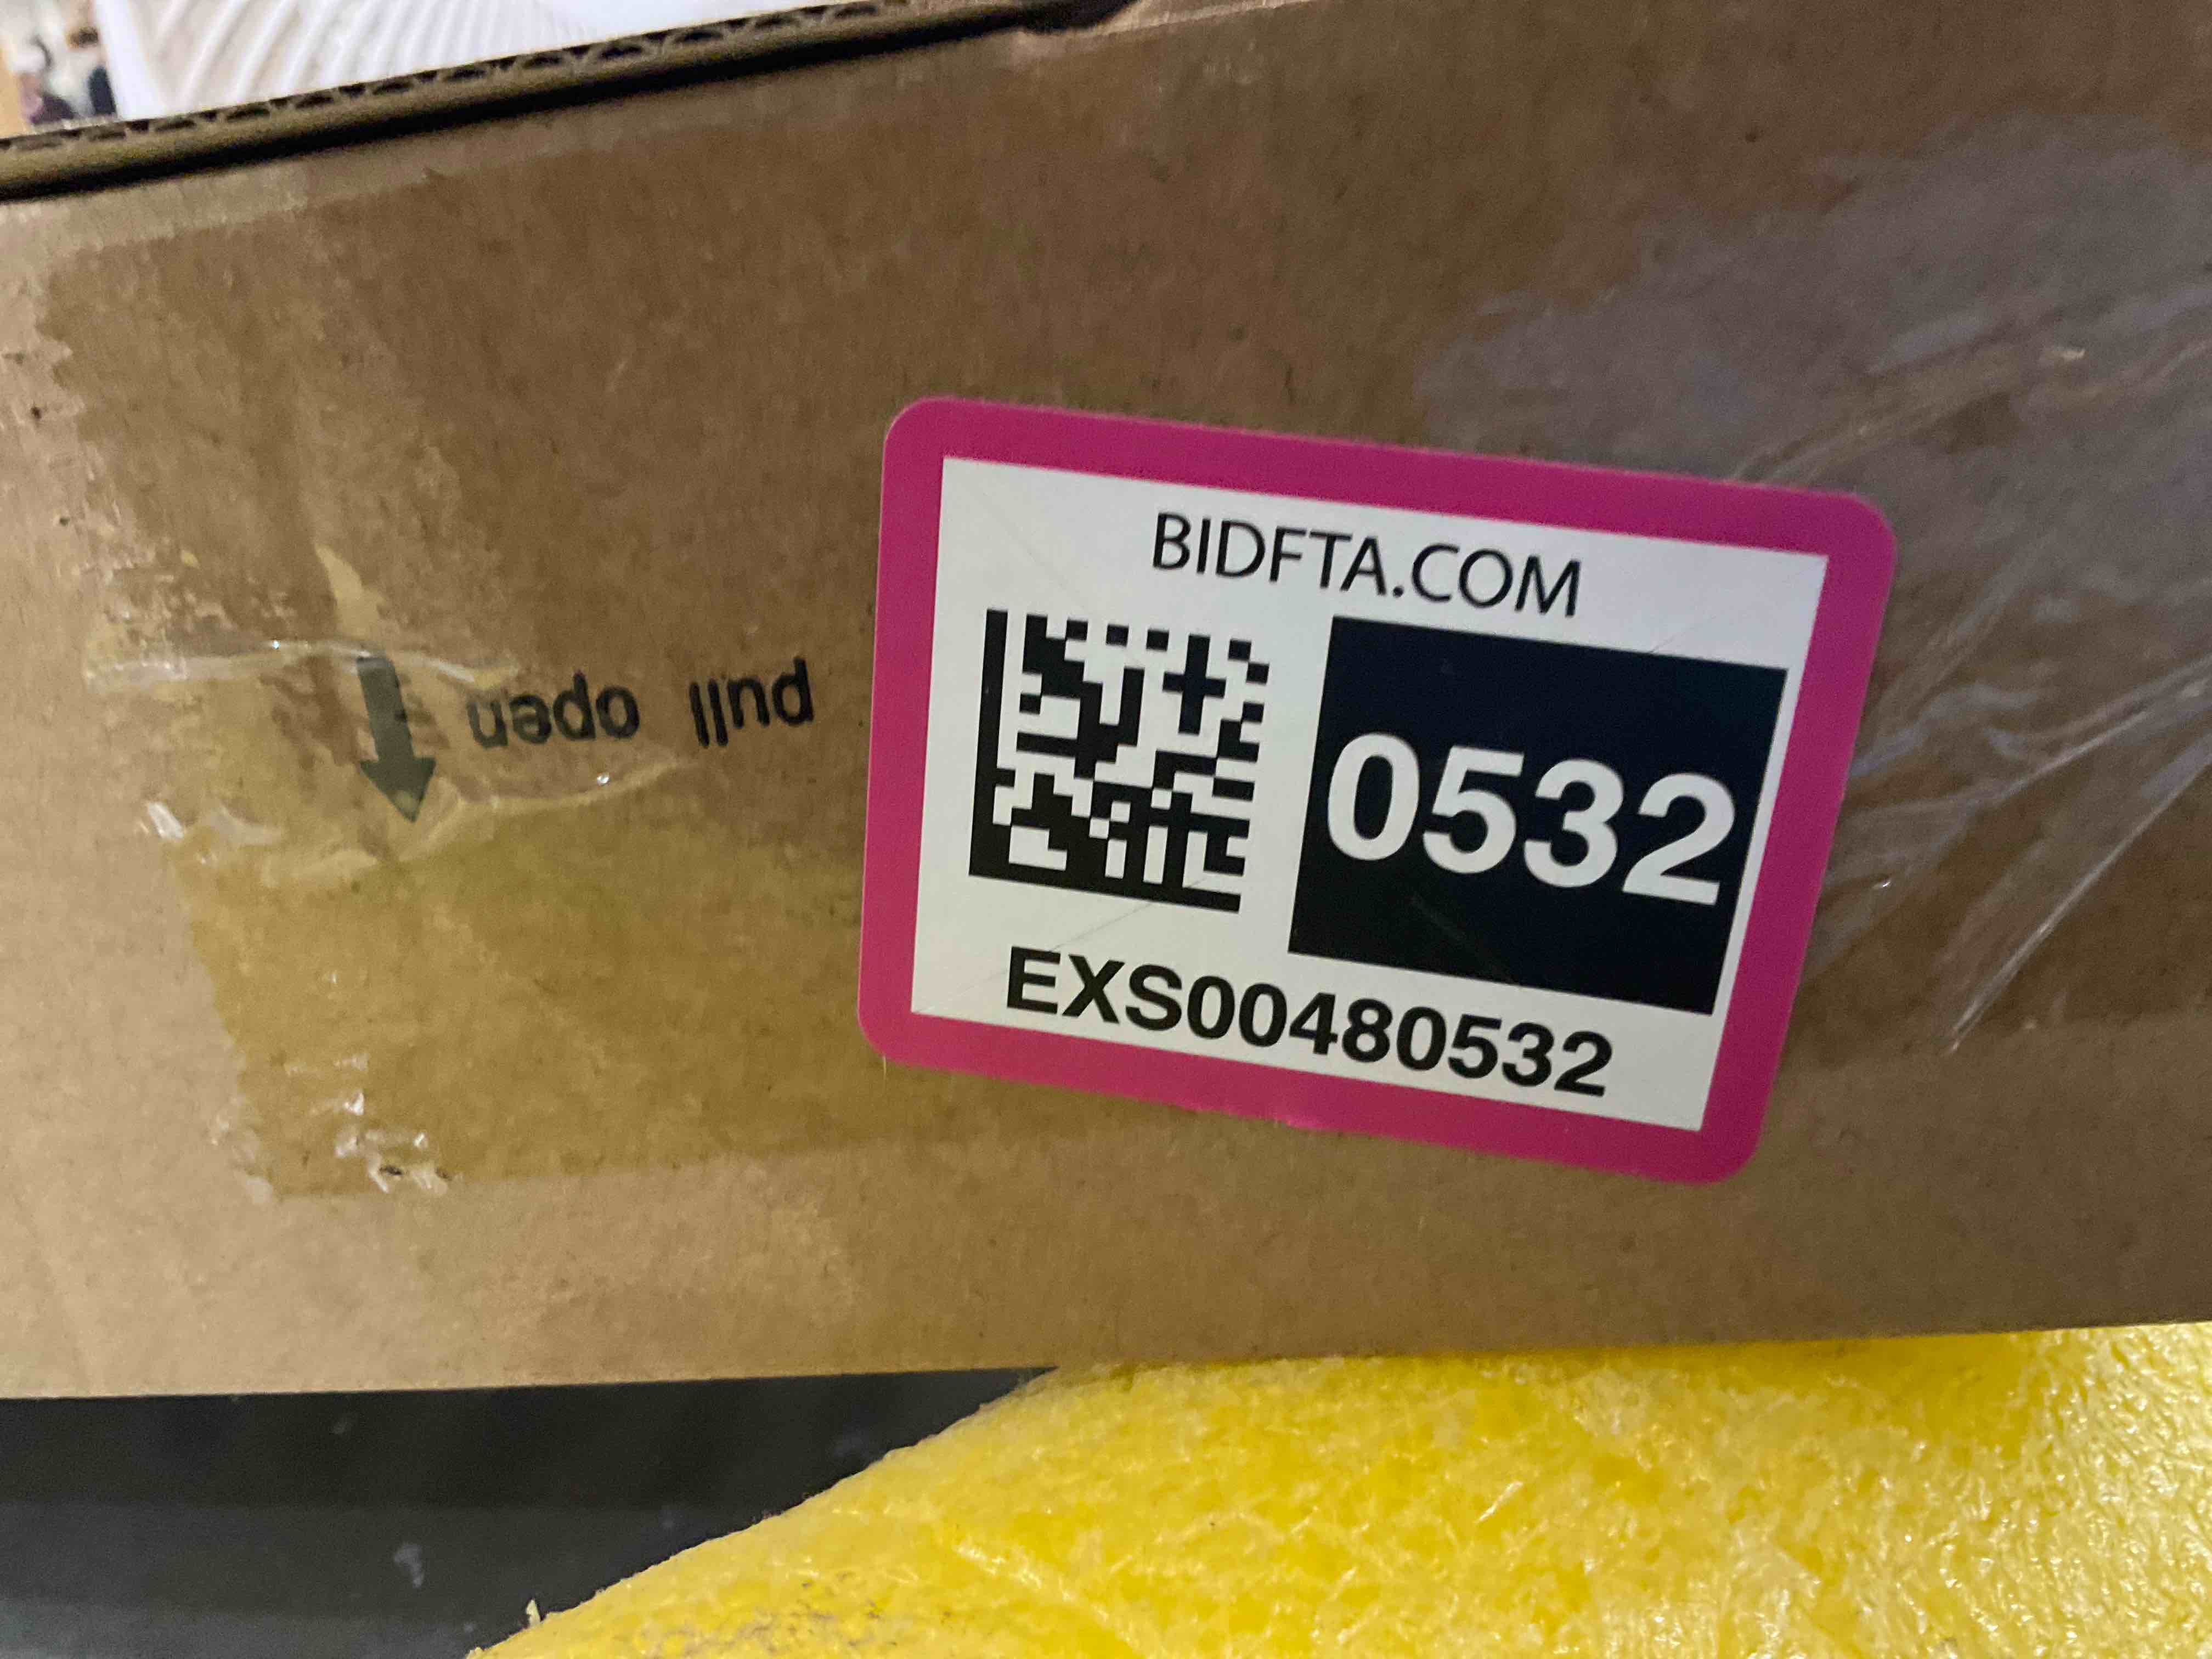 pull open
BIDFTA.COM
0532
EXS00480532